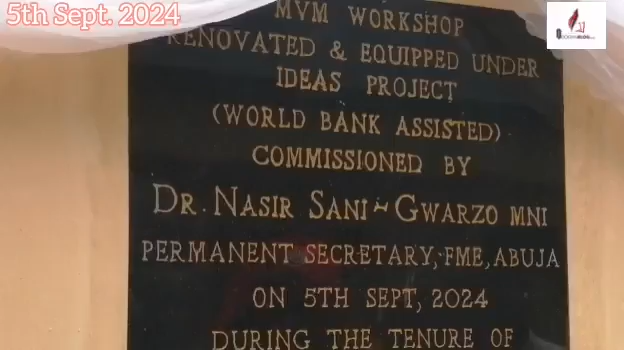 5th Sept. 2024
MVM WORKSHOP
RENOVATED & EQUIPPED UNDER
IDEAS PROJECT
(WORLD BANK ASSISTED)
COMMISSIONED BY
DR. NASIR SANI-GWARZO MNI
PERMANENT SECRETARY, FME, ABUJA
ON 5TH SEPT, 2024
DURING THE TENURE OF